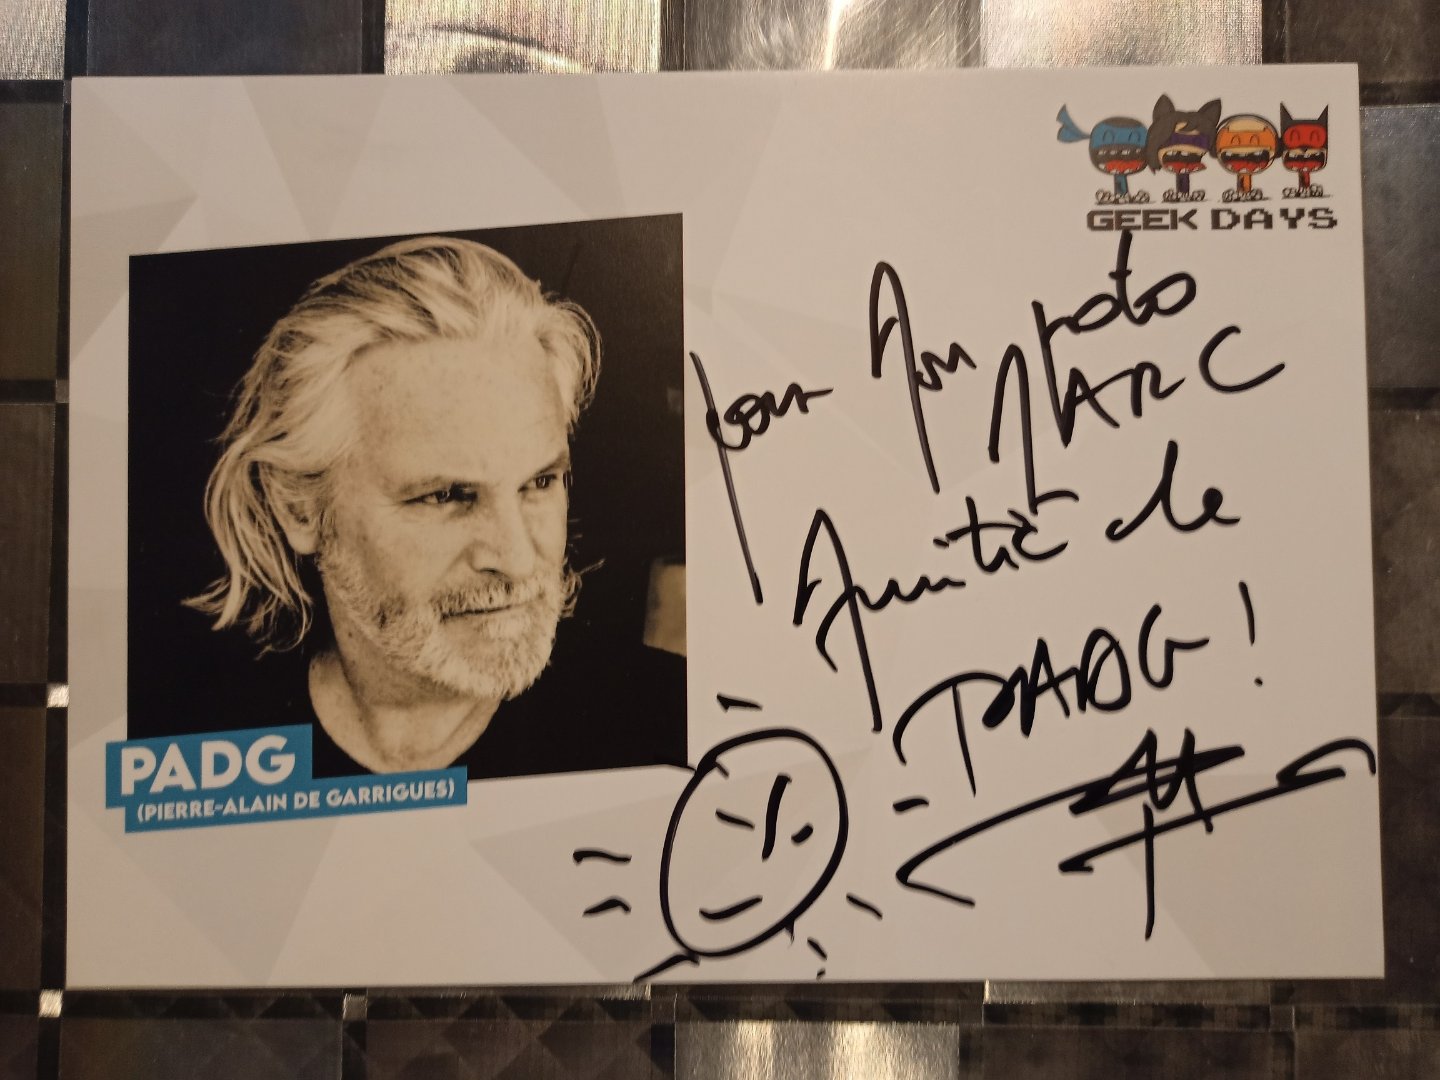 GEEK DAYS
pour mon poto
MARC
Amitié de
PADG !
PADG
(PIERRE-ALAIN DE GARRIGUES)